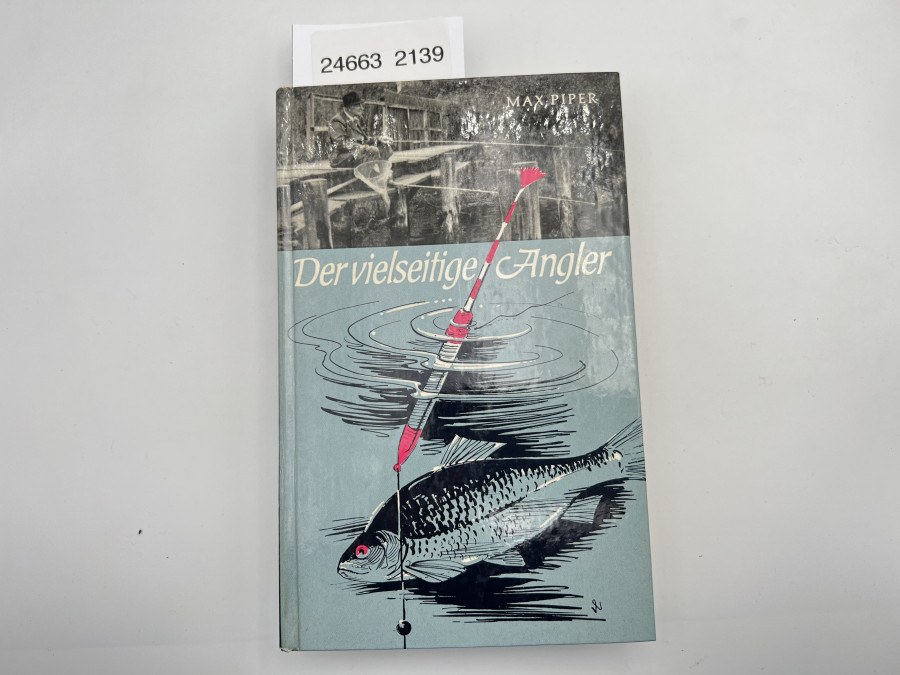 24663 2139
MAX PIPER
Der vielseitige Angler